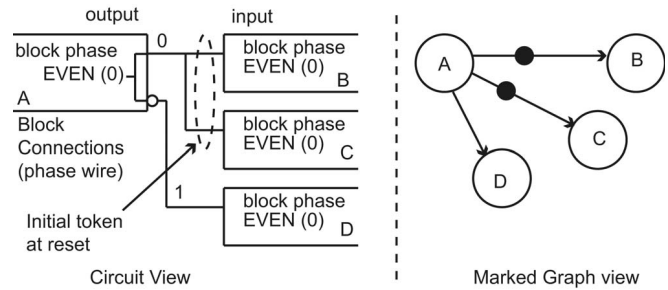 output
input
block phase
EVEN (0)
A
0
1
block phase
EVEN (0)
B
block phase
EVEN (0)
C
block phase
EVEN (0)
D
Block
Connections
(phase wire)
Initial token
at reset
Circuit View
A
B
C
D
Marked Graph view